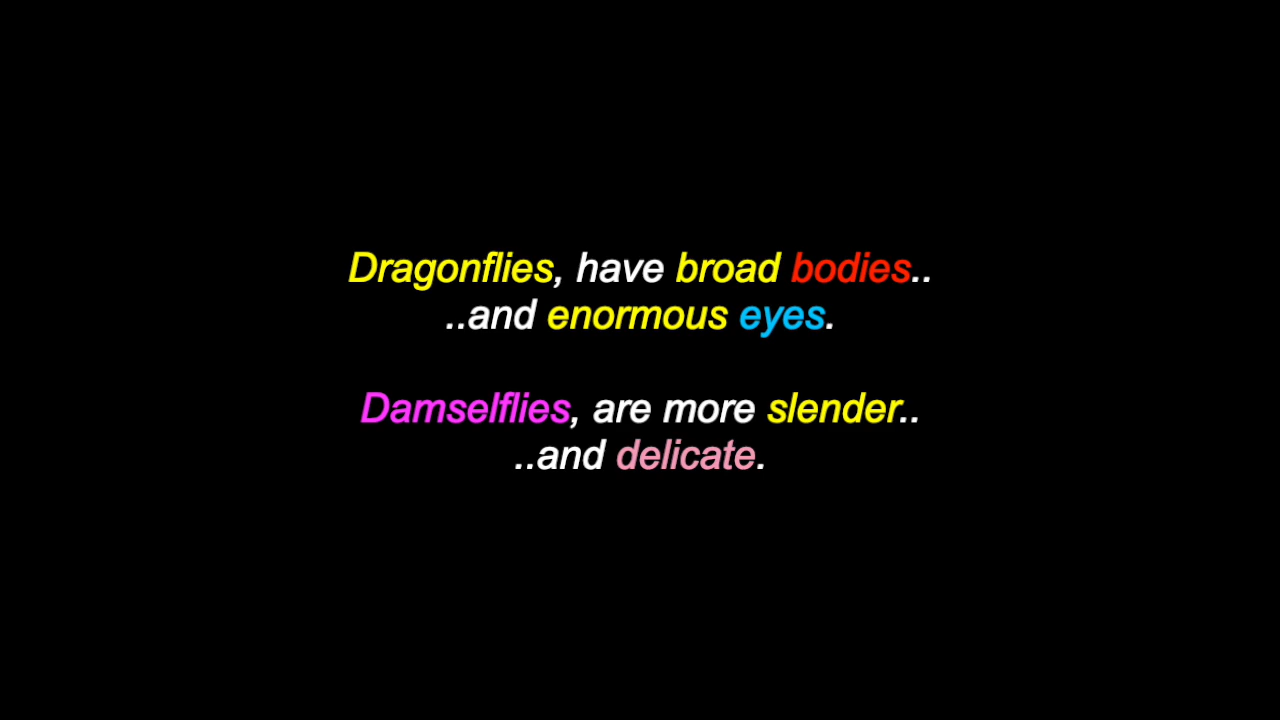 Dragonflies, have broad bodies..
..and enormous eyes.
Damselflies, are more slender..
..and delicate.